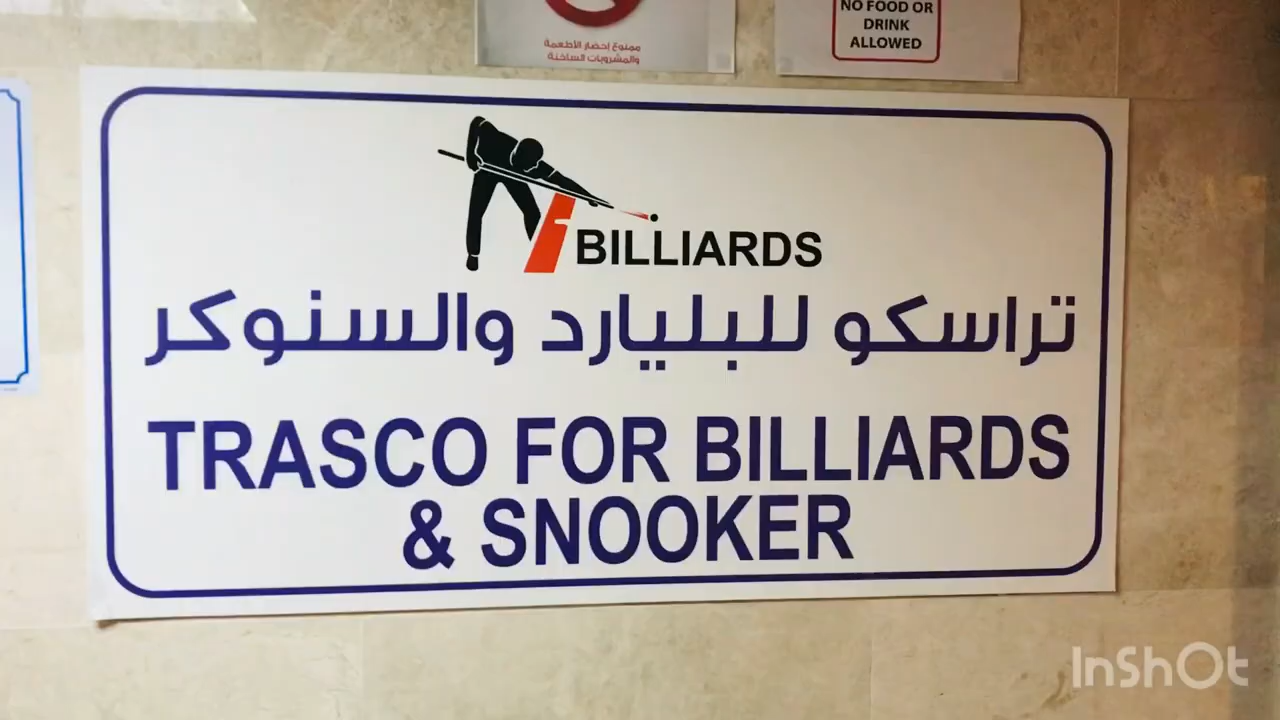 ممنوع إحضار الأطعمة
والمشروبات الساخنة
NO FOOD OR
DRINK
ALLOWED
BILLIARDS
تراسكو للبليارد والسنوكر
TRASCO FOR BILLIARDS
& SNOOKER
InShOt